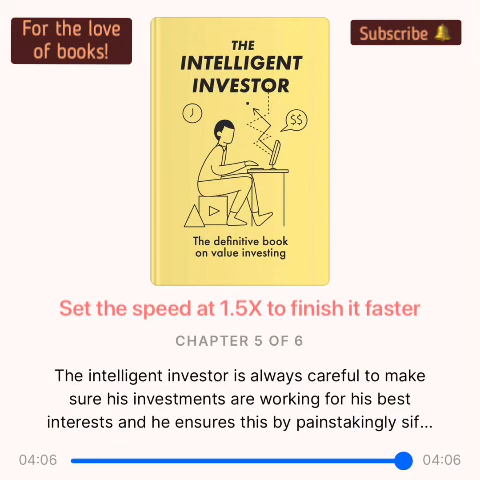 For the love
of books!
Subscribe 🔔
THE
INTELLIGENT
INVESTOR
$$
The definitive book
on value investing
Set the speed at 1.5X to finish it faster
CHAPTER 5 OF 6
The intelligent investor is always careful to make
sure his investments are working for his best
interests and he ensures this by painstakingly sif...
04:06
04:06